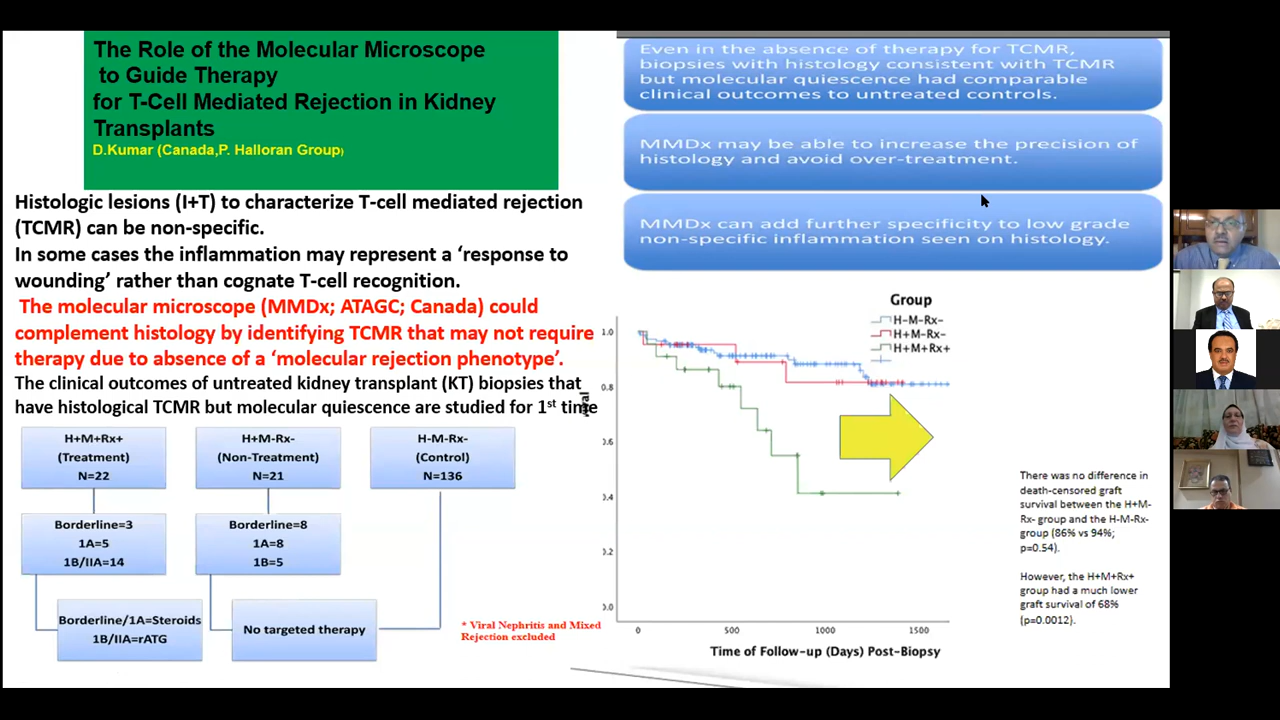 The Role of the Molecular Microscope
to Guide Therapy
for T-Cell Mediated Rejection in Kidney
Transplants
D.Kumar (Canada,P. Halloran Group)
Histologic lesions (I+T) to characterize T-cell mediated rejection
(TCMR) can be non-specific.
In some cases the inflammation may represent a ‘response to
wounding’ rather than cognate T-cell recognition.
The molecular microscope (MMDx; ATAGC; Canada) could
complement histology by identifying TCMR that may not require
therapy due to absence of a ‘molecular rejection phenotype’.
The clinical outcomes of untreated kidney transplant (KT) biopsies that
have histological TCMR but molecular quiescence are studied for 1st time
H+M+Rx+
(Treatment)
N=22
H+M-Rx-
(Non-Treatment)
N=21
H-M-Rx-
(Control)
N=136
Borderline=3
1A=5
1B/IIA=14
Borderline=8
1A=8
1B=5
Borderline/1A=Steroids
1B/IIA=rATG
No targeted therapy
* Viral Nephritis and Mixed
Rejection excluded
Even in the absence of therapy for TCMR,
biopsies with histology consistent with TCMR
but molecular quiescence had comparable
clinical outcomes to untreated controls.
MMDx may be able to increase the precision of
histology and avoid over-treatment.
MMDx can add further specificity to low grade
non-specific inflammation seen on histology.
Group
H-M-Rx-
H+M-Rx-
H+M+Rx+
1.0
0.8
0.6
0.4
0.2
0.0
0
500
1000
1500
Time of Follow-up (Days) Post-Biopsy
There was no difference in
death-censored graft
survival between the H+M-
Rx- group and the H-M-Rx-
group (86% vs 94%;
p=0.54).
However, the H+M+Rx+
group had a much lower
graft survival of 68%
(p=0.0012).